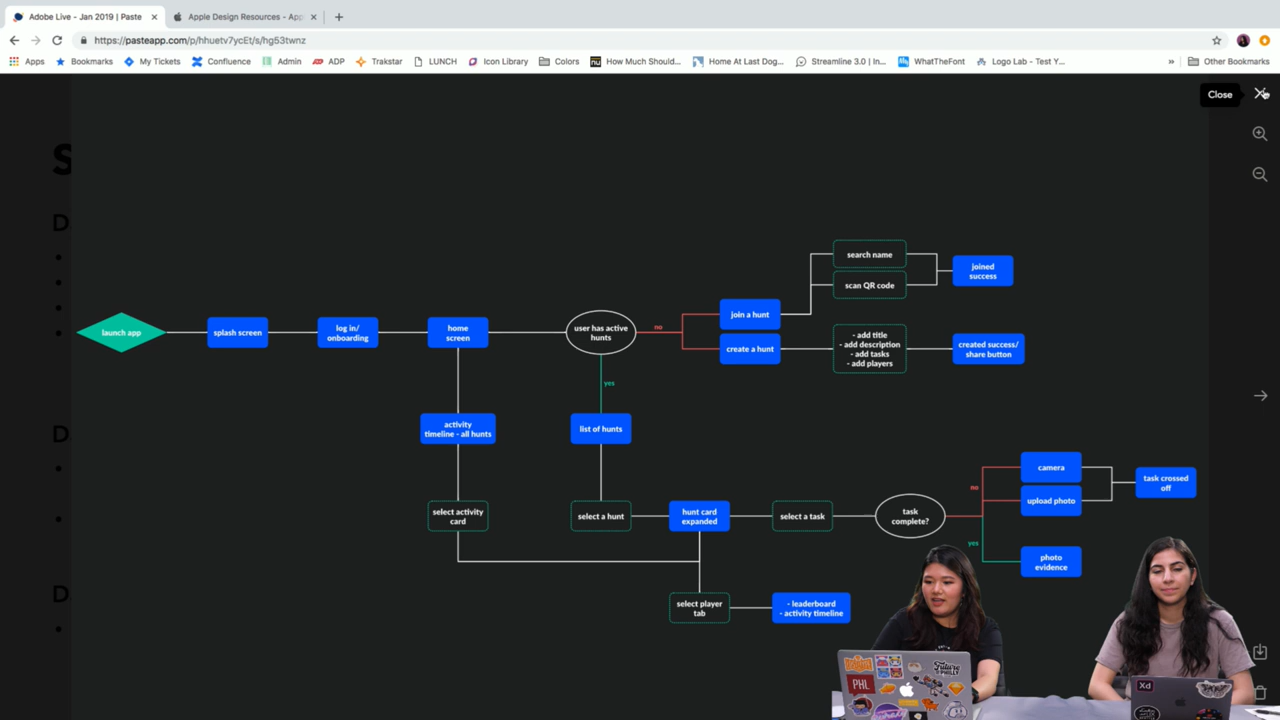 Adobe Live - Jan 2019 | Paste
Apple Design Resources - App
https://pasteapp.com/p/hhuetv7ycEt/s/hg53twnz
Apps
Bookmarks
My Tickets
Confluence
Admin
ADP
Trakstar
LUNCH
Icon Library
Colors
nu
How Much Should...
Home At Last Dog...
Streamline 3.0 | In...
WhatTheFont
Logo Lab - Test Y...
»
Other Bookmarks
Close
S
D
D
D
search name
scan QR code
joined
success
join a hunt
create a hunt
- add title
- add description
- add tasks
- add players
created success/
share button
launch app
splash screen
log in/
onboarding
home
screen
user has active
hunts
no
yes
activity
timeline - all hunts
list of hunts
select activity
card
select a hunt
hunt card
expanded
select a task
task
complete?
no
yes
camera
upload photo
task crossed
off
photo
evidence
select player
tab
- leaderboard
- activity timeline
PHL
Future
Xd